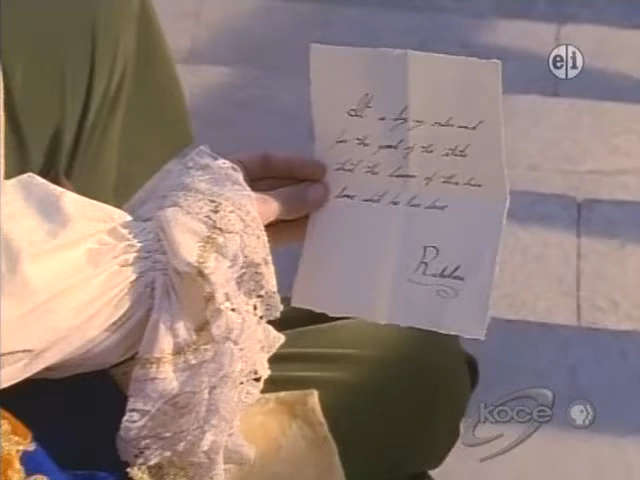 e/i
It is by my order and
for the good of the state
that the bearer of this has
done what he has done
Richelieu
KOCE